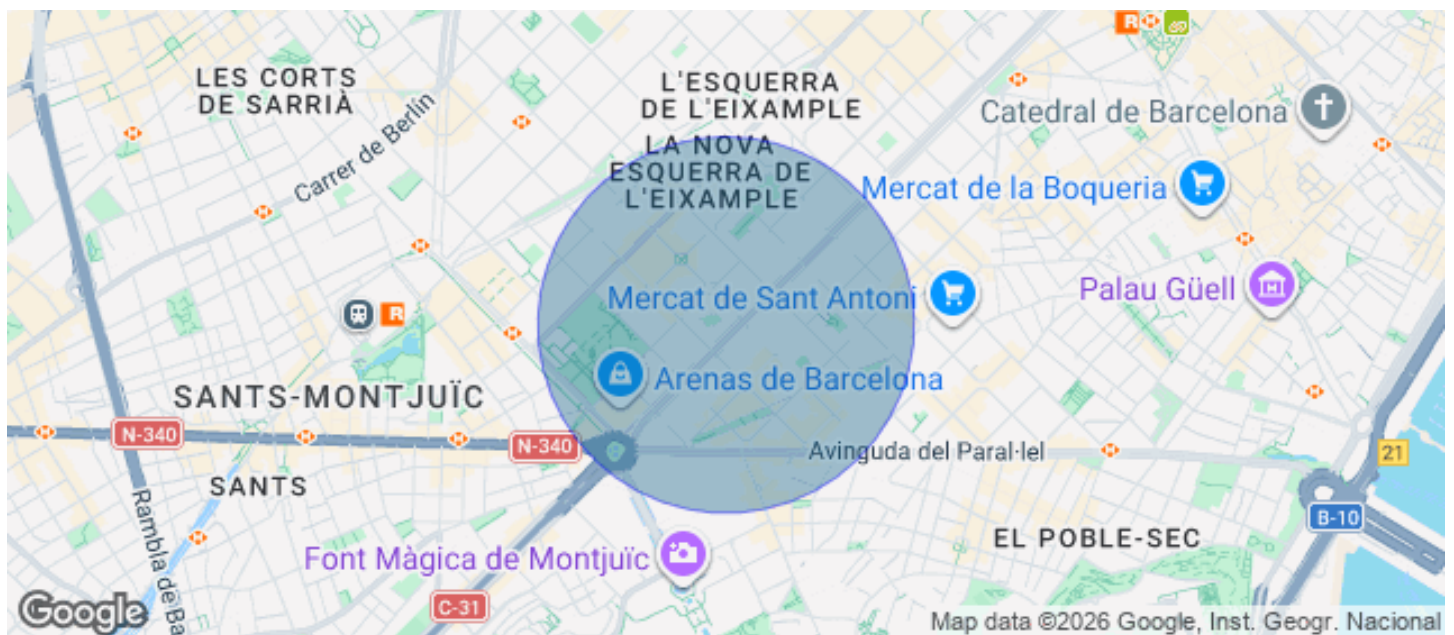 LES CORTS
DE SARRIÀ
L'ESQUERRA
DE L'EIXAMPLE
R
Catedral de Barcelona
Carrer de Berlín
LA NOVA
ESQUERRA DE
L'EIXAMPLE
Mercat de la Boqueria
Mercat de Sant Antoni
Palau Güell
R
Arenas de Barcelona
SANTS-MONTJUÏC
N-340
N-340
Avinguda del Paral·lel
21
SANTS
Rambla de Ba
B-10
EL POBLE-SEC
Font Màgica de Montjuïc
C-31
Google
Map data ©2026 Google, Inst. Geogr. Nacional